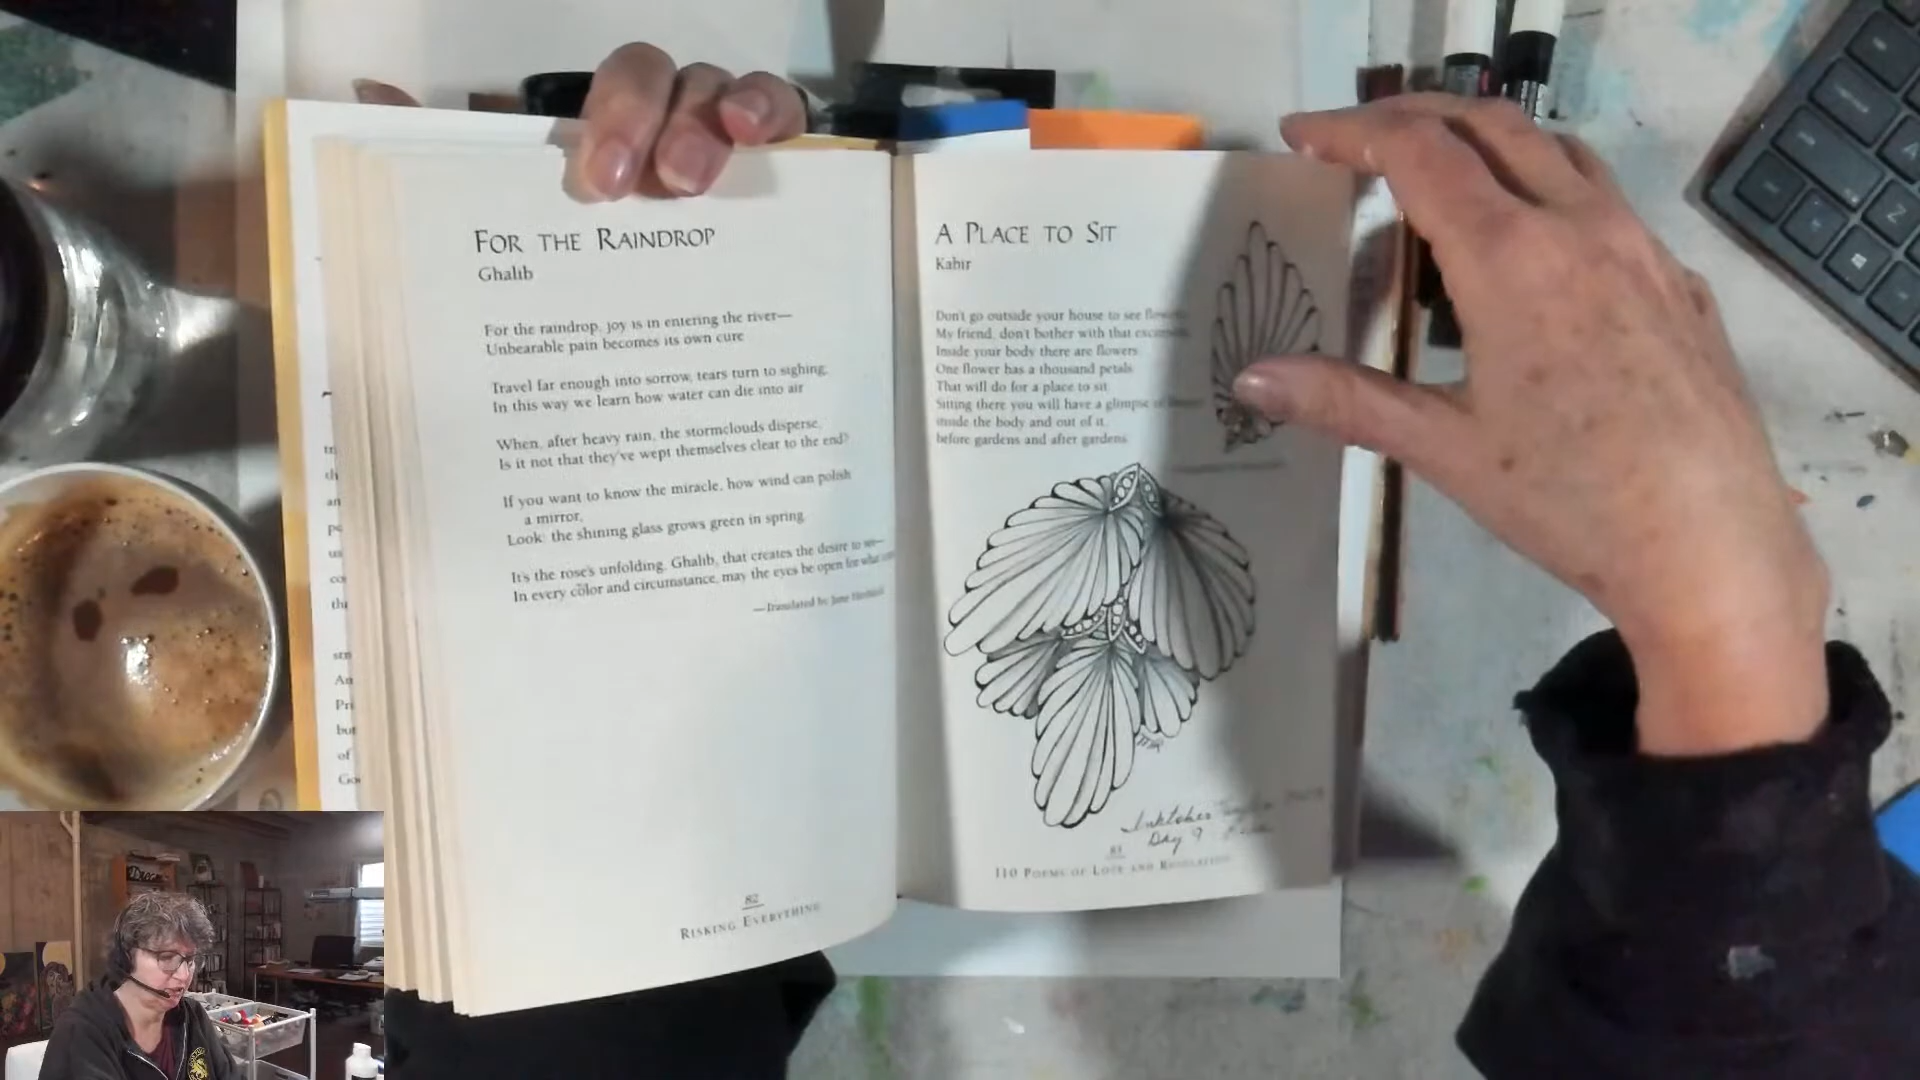 FOR THE RAINDROP
Ghalib
For the raindrop, joy is in entering the river—
Unbearable pain becomes its own cure
Travel far enough into sorrow, tears turn to sighing;
In this way we learn how water can die into air
When, after heavy rain, the stormclouds disperse,
Is it not that they've wept themselves clear to the end?
If you want to know the miracle, how wind can polish
a mirror,
Look: the shining glass grows green in spring
It's the rose's unfolding, Ghalib, that creates the desire to see—
In every color and circumstance, may the eyes be open for what
—Translated by Jane
82
RISKING EVERYTHING
A PLACE TO SIT
Kabir
Don't go outside your house to see
My friend, don't bother with that
Inside your body there are flowers
One flower has a thousand petals
That will do for a place to sit
Sitting there you will have a glimpse of
inside the body and out of it,
before gardens and after gardens
Inktober
Day 9
83
110 POEMS OF LOVE AND REVELATION